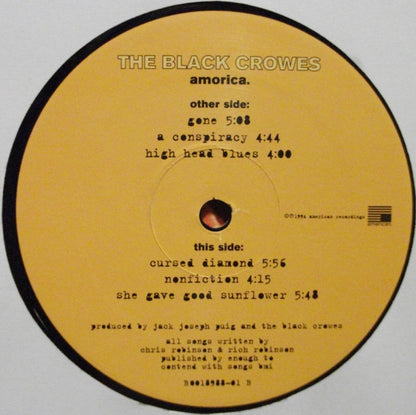 THE BLACK CROWES
amorica.
other side:
gone 5:08
a conspiracy 4:44
high head blues 4:00
℗©1994 american recordings
american
this side:
cursed diamond 5:56
nonfiction 4:15
she gave good sunflower 5:48
produced by jack joseph puig and the black crowes
all songs written by
chris robinson & rich robinson
published by enough to
contend with songs bmi
B0018988-01 B